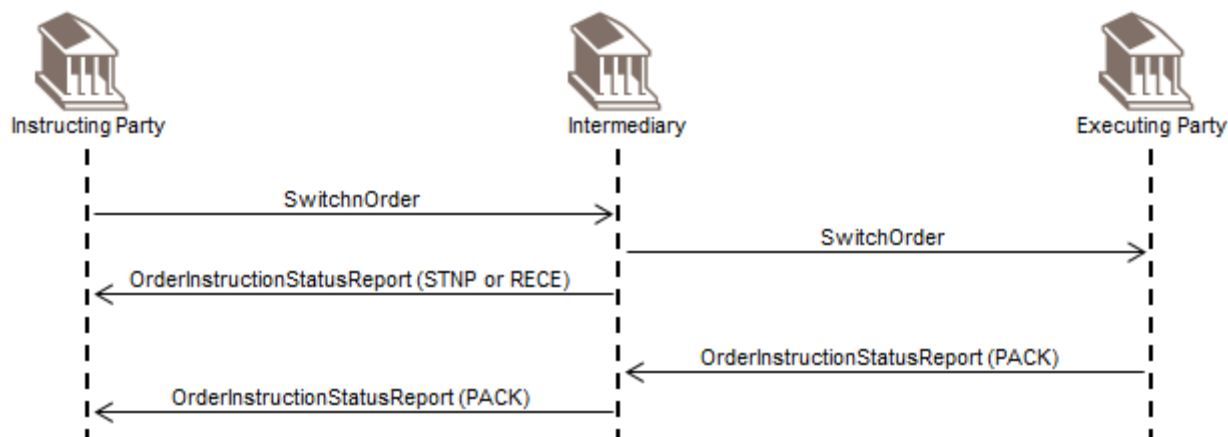 Instructing Party
Intermediary
Executing Party
SwitchnOrder
SwitchOrder
OrderInstructionStatusReport (STNP or RECE)
OrderInstructionStatusReport (PACK)
OrderInstructionStatusReport (PACK)